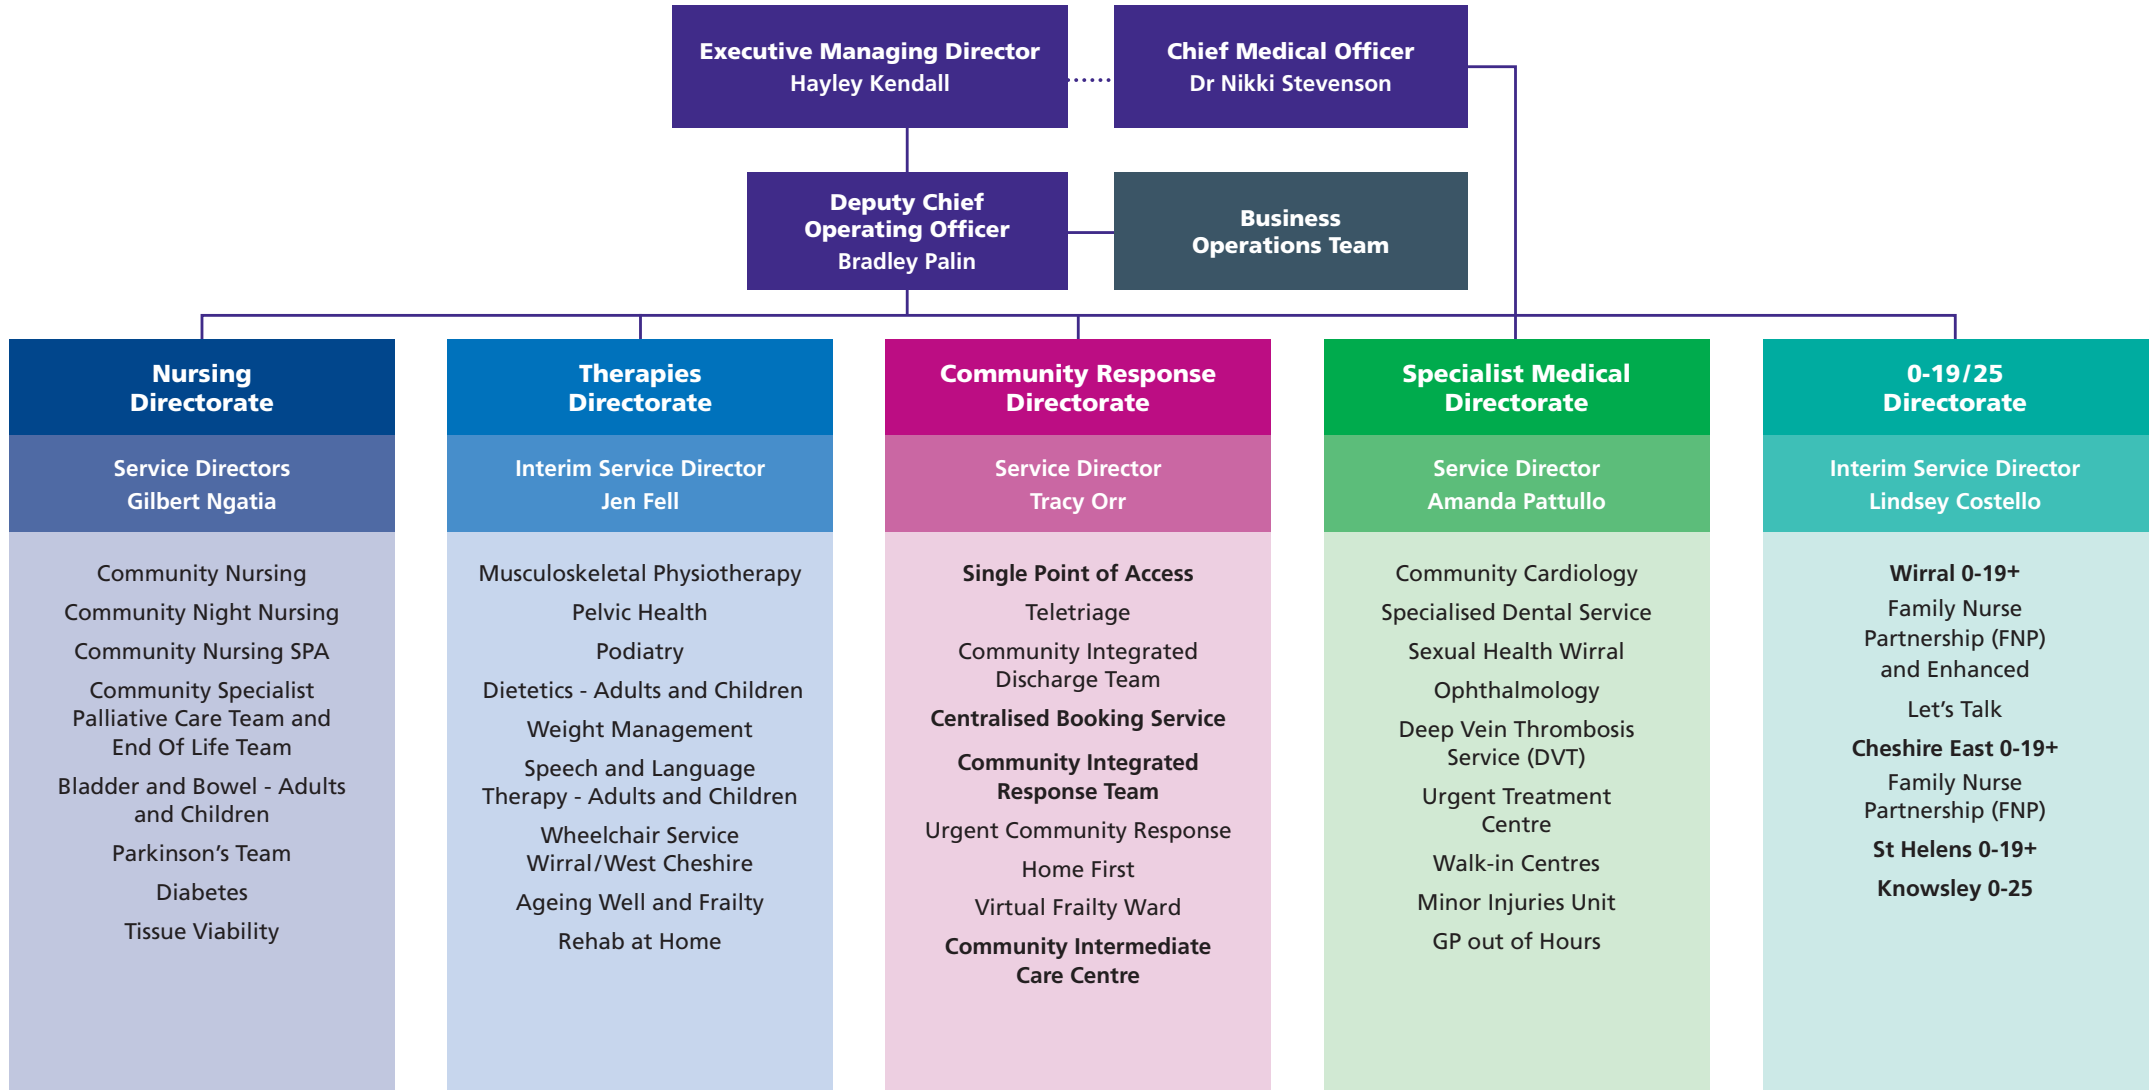 Executive Managing Director
Hayley Kendall
Chief Medical Officer
Dr Nikki Stevenson
Deputy Chief
Operating Officer
Bradley Palin
Business
Operations Team
Nursing
Directorate
Service Directors
Gilbert Ngatia
Community Nursing
Community Night Nursing
Community Nursing SPA
Community Specialist
Palliative Care Team and
End Of Life Team
Bladder and Bowel - Adults
and Children
Parkinson’s Team
Diabetes
Tissue Viability
Therapies
Directorate
Interim Service Director
Jen Fell
Musculoskeletal Physiotherapy
Pelvic Health
Podiatry
Dietetics - Adults and Children
Weight Management
Speech and Language
Therapy - Adults and Children
Wheelchair Service
Wirral/West Cheshire
Ageing Well and Frailty
Rehab at Home
Community Response
Directorate
Service Director
Tracy Orr
Single Point of Access
Teletriage
Community Integrated
Discharge Team
Centralised Booking Service
Community Integrated
Response Team
Urgent Community Response
Home First
Virtual Frailty Ward
Community Intermediate
Care Centre
Specialist Medical
Directorate
Service Director
Amanda Pattullo
Community Cardiology
Specialised Dental Service
Sexual Health Wirral
Ophthalmology
Deep Vein Thrombosis
Service (DVT)
Urgent Treatment
Centre
Walk-in Centres
Minor Injuries Unit
GP out of Hours
0-19/25
Directorate
Interim Service Director
Lindsey Costello
Wirral 0-19+
Family Nurse
Partnership (FNP)
and Enhanced
Let’s Talk
Cheshire East 0-19+
Family Nurse
Partnership (FNP)
St Helens 0-19+
Knowsley 0-25